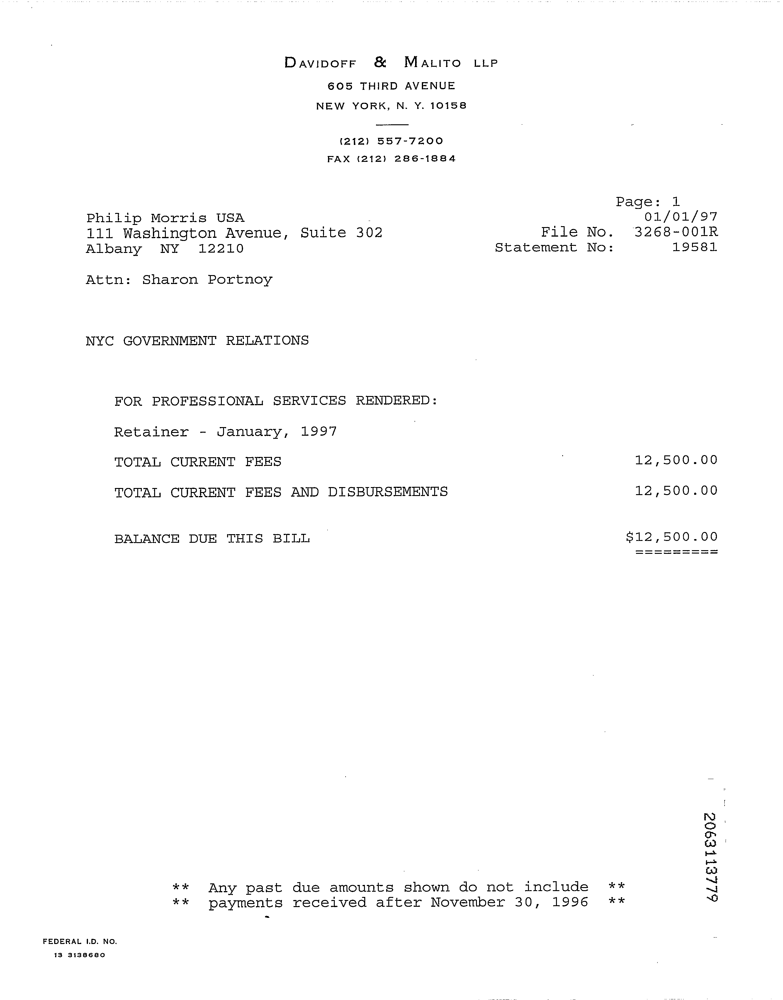 DAVIDOFF & MALITO LLP
605 THIRD AVENUE
NEW YORK, N. Y. 10158
(212) 557-7200
FAX (212) 286-1884
Page: 1
Philip Morris USA 01/01/97
111 Washington Avenue, Suite 302 File No. 3268-001R
Albany NY 12210 Statement No: 19581
Attn: Sharon Portnoy
NYC GOVERNMENT RELATIONS
FOR PROFESSIONAL SERVICES RENDERED:
Retainer - January, 1997
TOTAL CURRENT FEES 12,500.00
TOTAL CURRENT FEES AND DISBURSEMENTS 12,500.00
BALANCE DUE THIS BILL $12,500.00
=========
2063113779
** Any past due amounts shown do not include **
** payments received after November 30, 1996 **
FEDERAL I.D. NO.
13 3138680